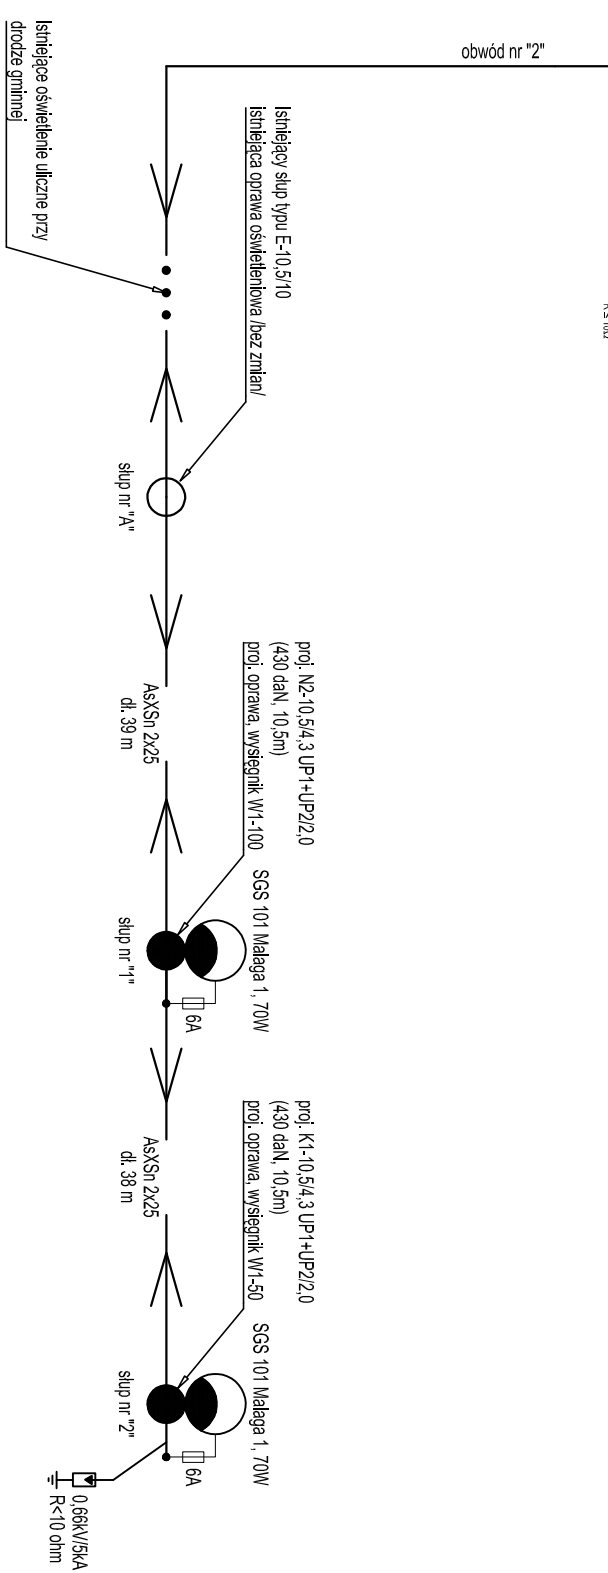 obwód nr "2"
Istniejące oświetlenie uliczne przy
drodze gminnej
Istniejący słup typu E-10,5/10
istniejąca oprawa oświetleniowa /bez zmian/
słup nr "A"
AsXSn 2x25
dł. 39 m
proj. N2-10,5/4,3 UP1+UP2/2,0
(430 daN, 10,5m)
proj. oprawa, wysięgnik W1-100
SGS 101 Malaga 1, 70W
6A
słup nr "1"
AsXSn 2x25
dł. 38 m
proj. K1-10,5/4,3 UP1+UP2/2,0
(430 daN, 10,5m)
proj. oprawa, wysięgnik W1-50
SGS 101 Malaga 1, 70W
6A
słup nr "2"
0,66kV/5kA
R<10 ohm